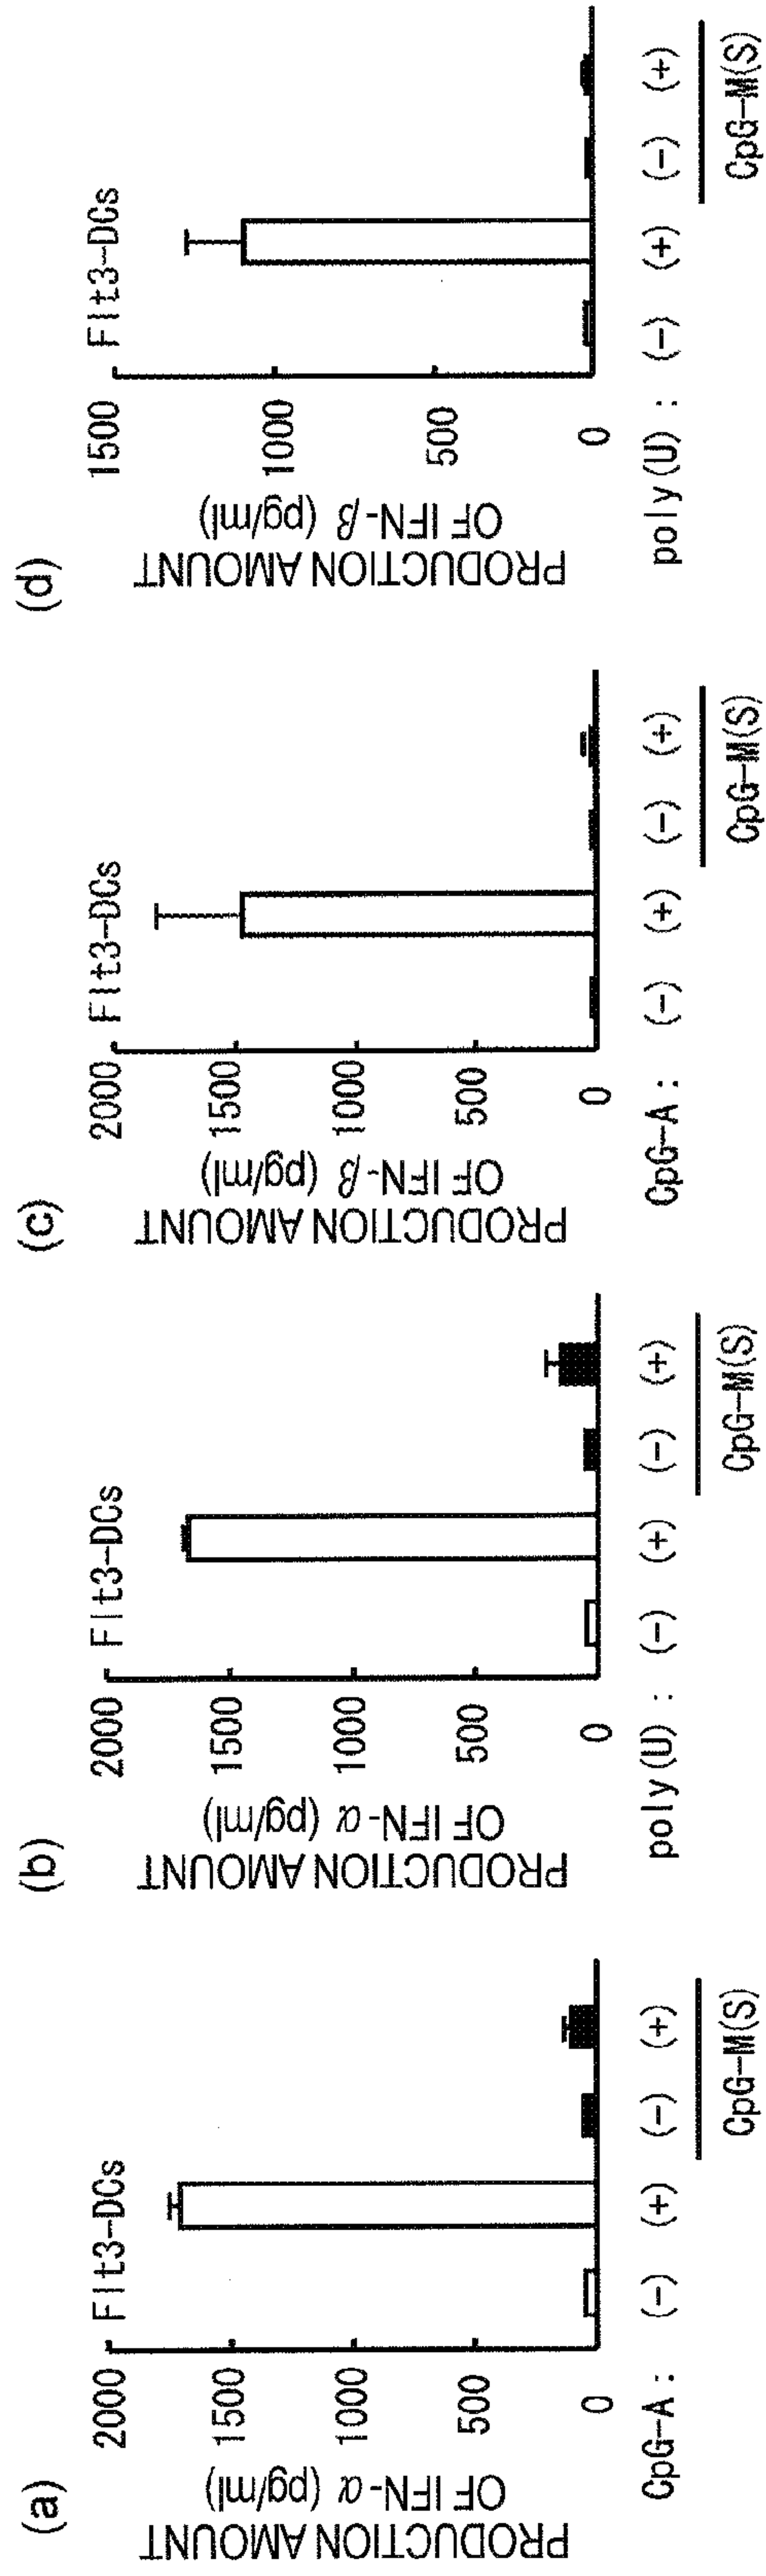 (a)
Flt3-DCs
PRODUCTION AMOUNT
OF IFN-α (pg/ml)
2000
1500
1000
500
0
CpG-A : (-) (+) (-) (+)
CpG-M(S)
(b)
Flt3-DCs
PRODUCTION AMOUNT
OF IFN-α (pg/ml)
2000
1500
1000
500
0
poly(U) : (-) (+) (-) (+)
CpG-M(S)
(c)
Flt3-DCs
PRODUCTION AMOUNT
OF IFN-β (pg/ml)
2000
1500
1000
500
0
CpG-A : (-) (+) (-) (+)
CpG-M(S)
(d)
Flt3-DCs
PRODUCTION AMOUNT
OF IFN-β (pg/ml)
1500
1000
500
0
poly(U) : (-) (+) (-) (+)
CpG-M(S)